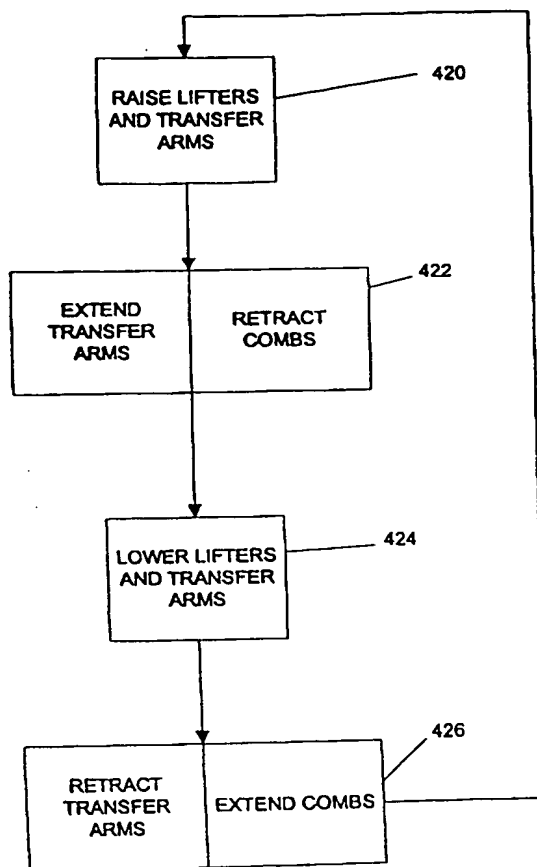 RAISE LIFTERS
AND TRANSFER
ARMS
420
EXTEND
TRANSFER
ARMS
RETRACT
COMBS
422
LOWER LIFTERS
AND TRANSFER
ARMS
424
RETRACT
TRANSFER
ARMS
EXTEND COMBS
426